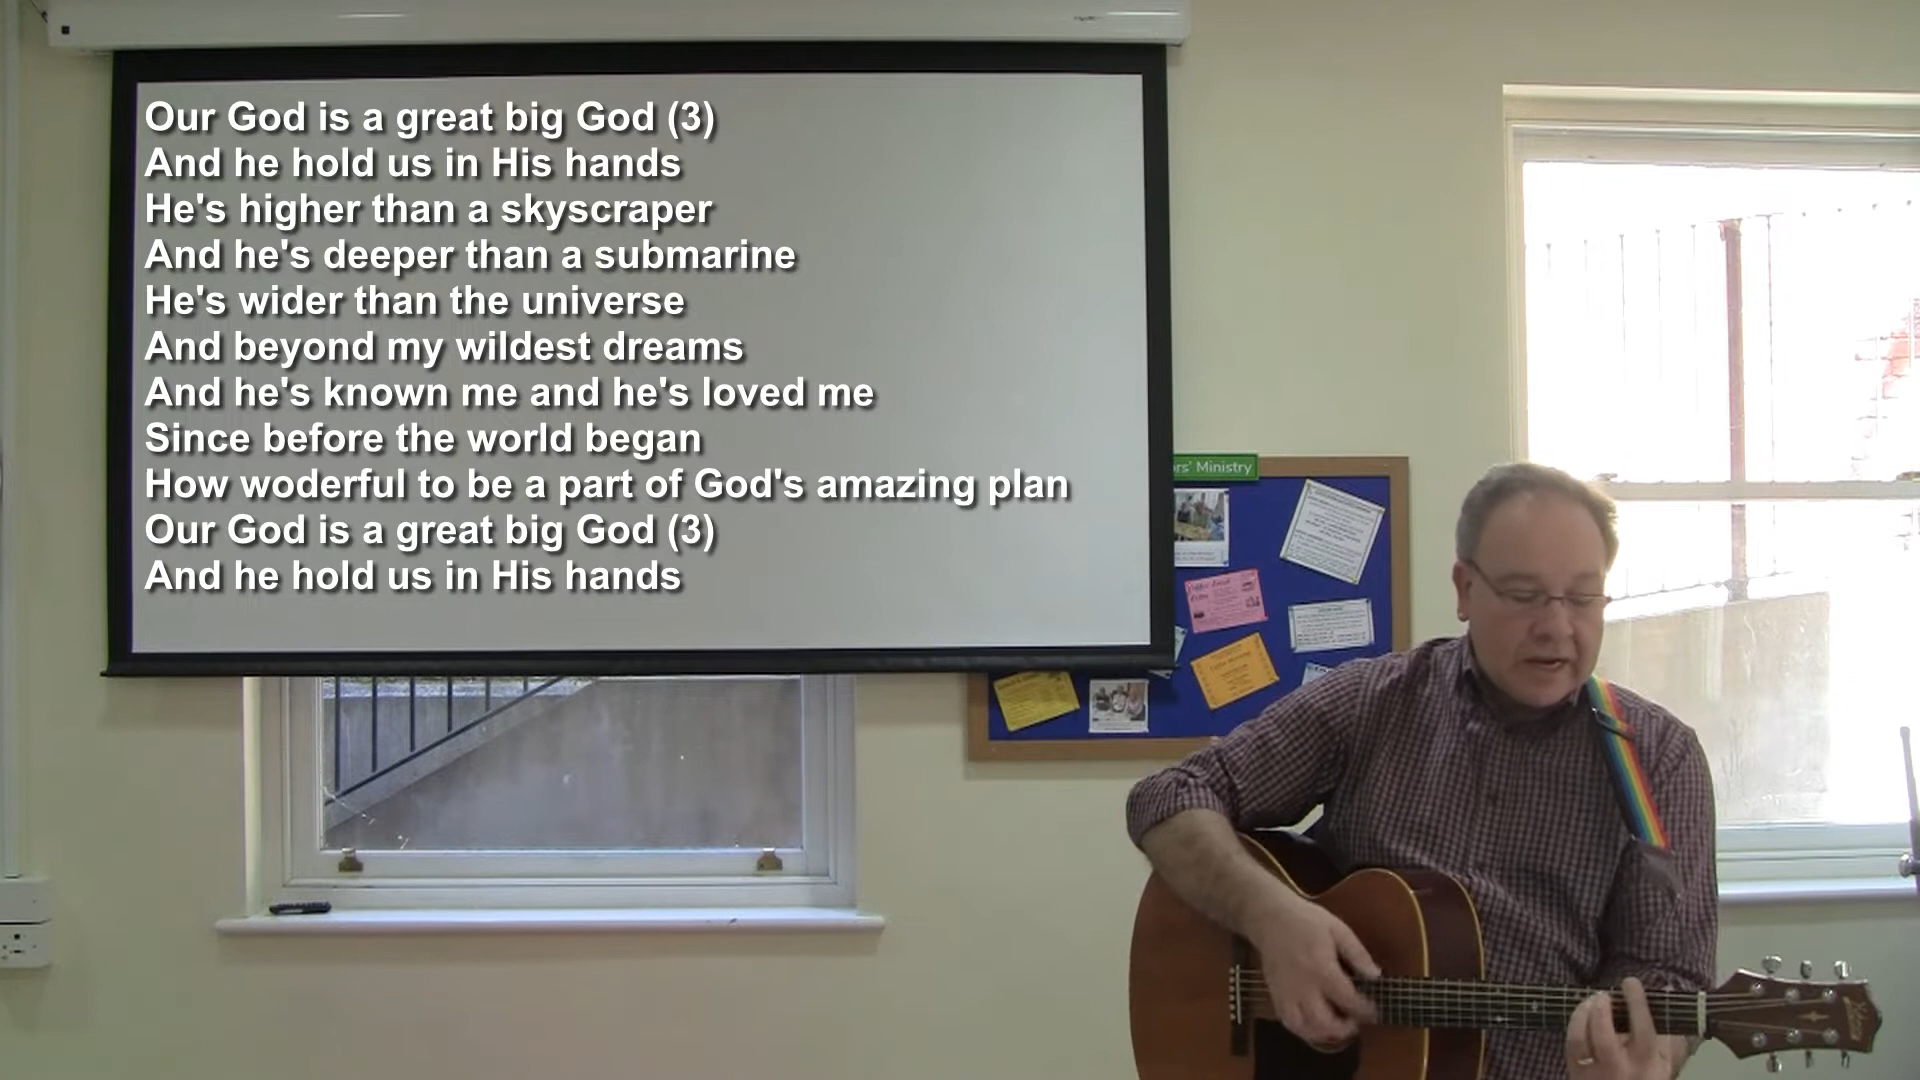 Our God is a great big God (3)
And he hold us in His hands
He's higher than a skyscraper
And he's deeper than a submarine
He's wider than the universe
And beyond my wildest dreams
And he's known me and he's loved me
Since before the world began
How woderful to be a part of God's amazing plan
Our God is a great big God (3)
And he hold us in His hands
rs' Ministry